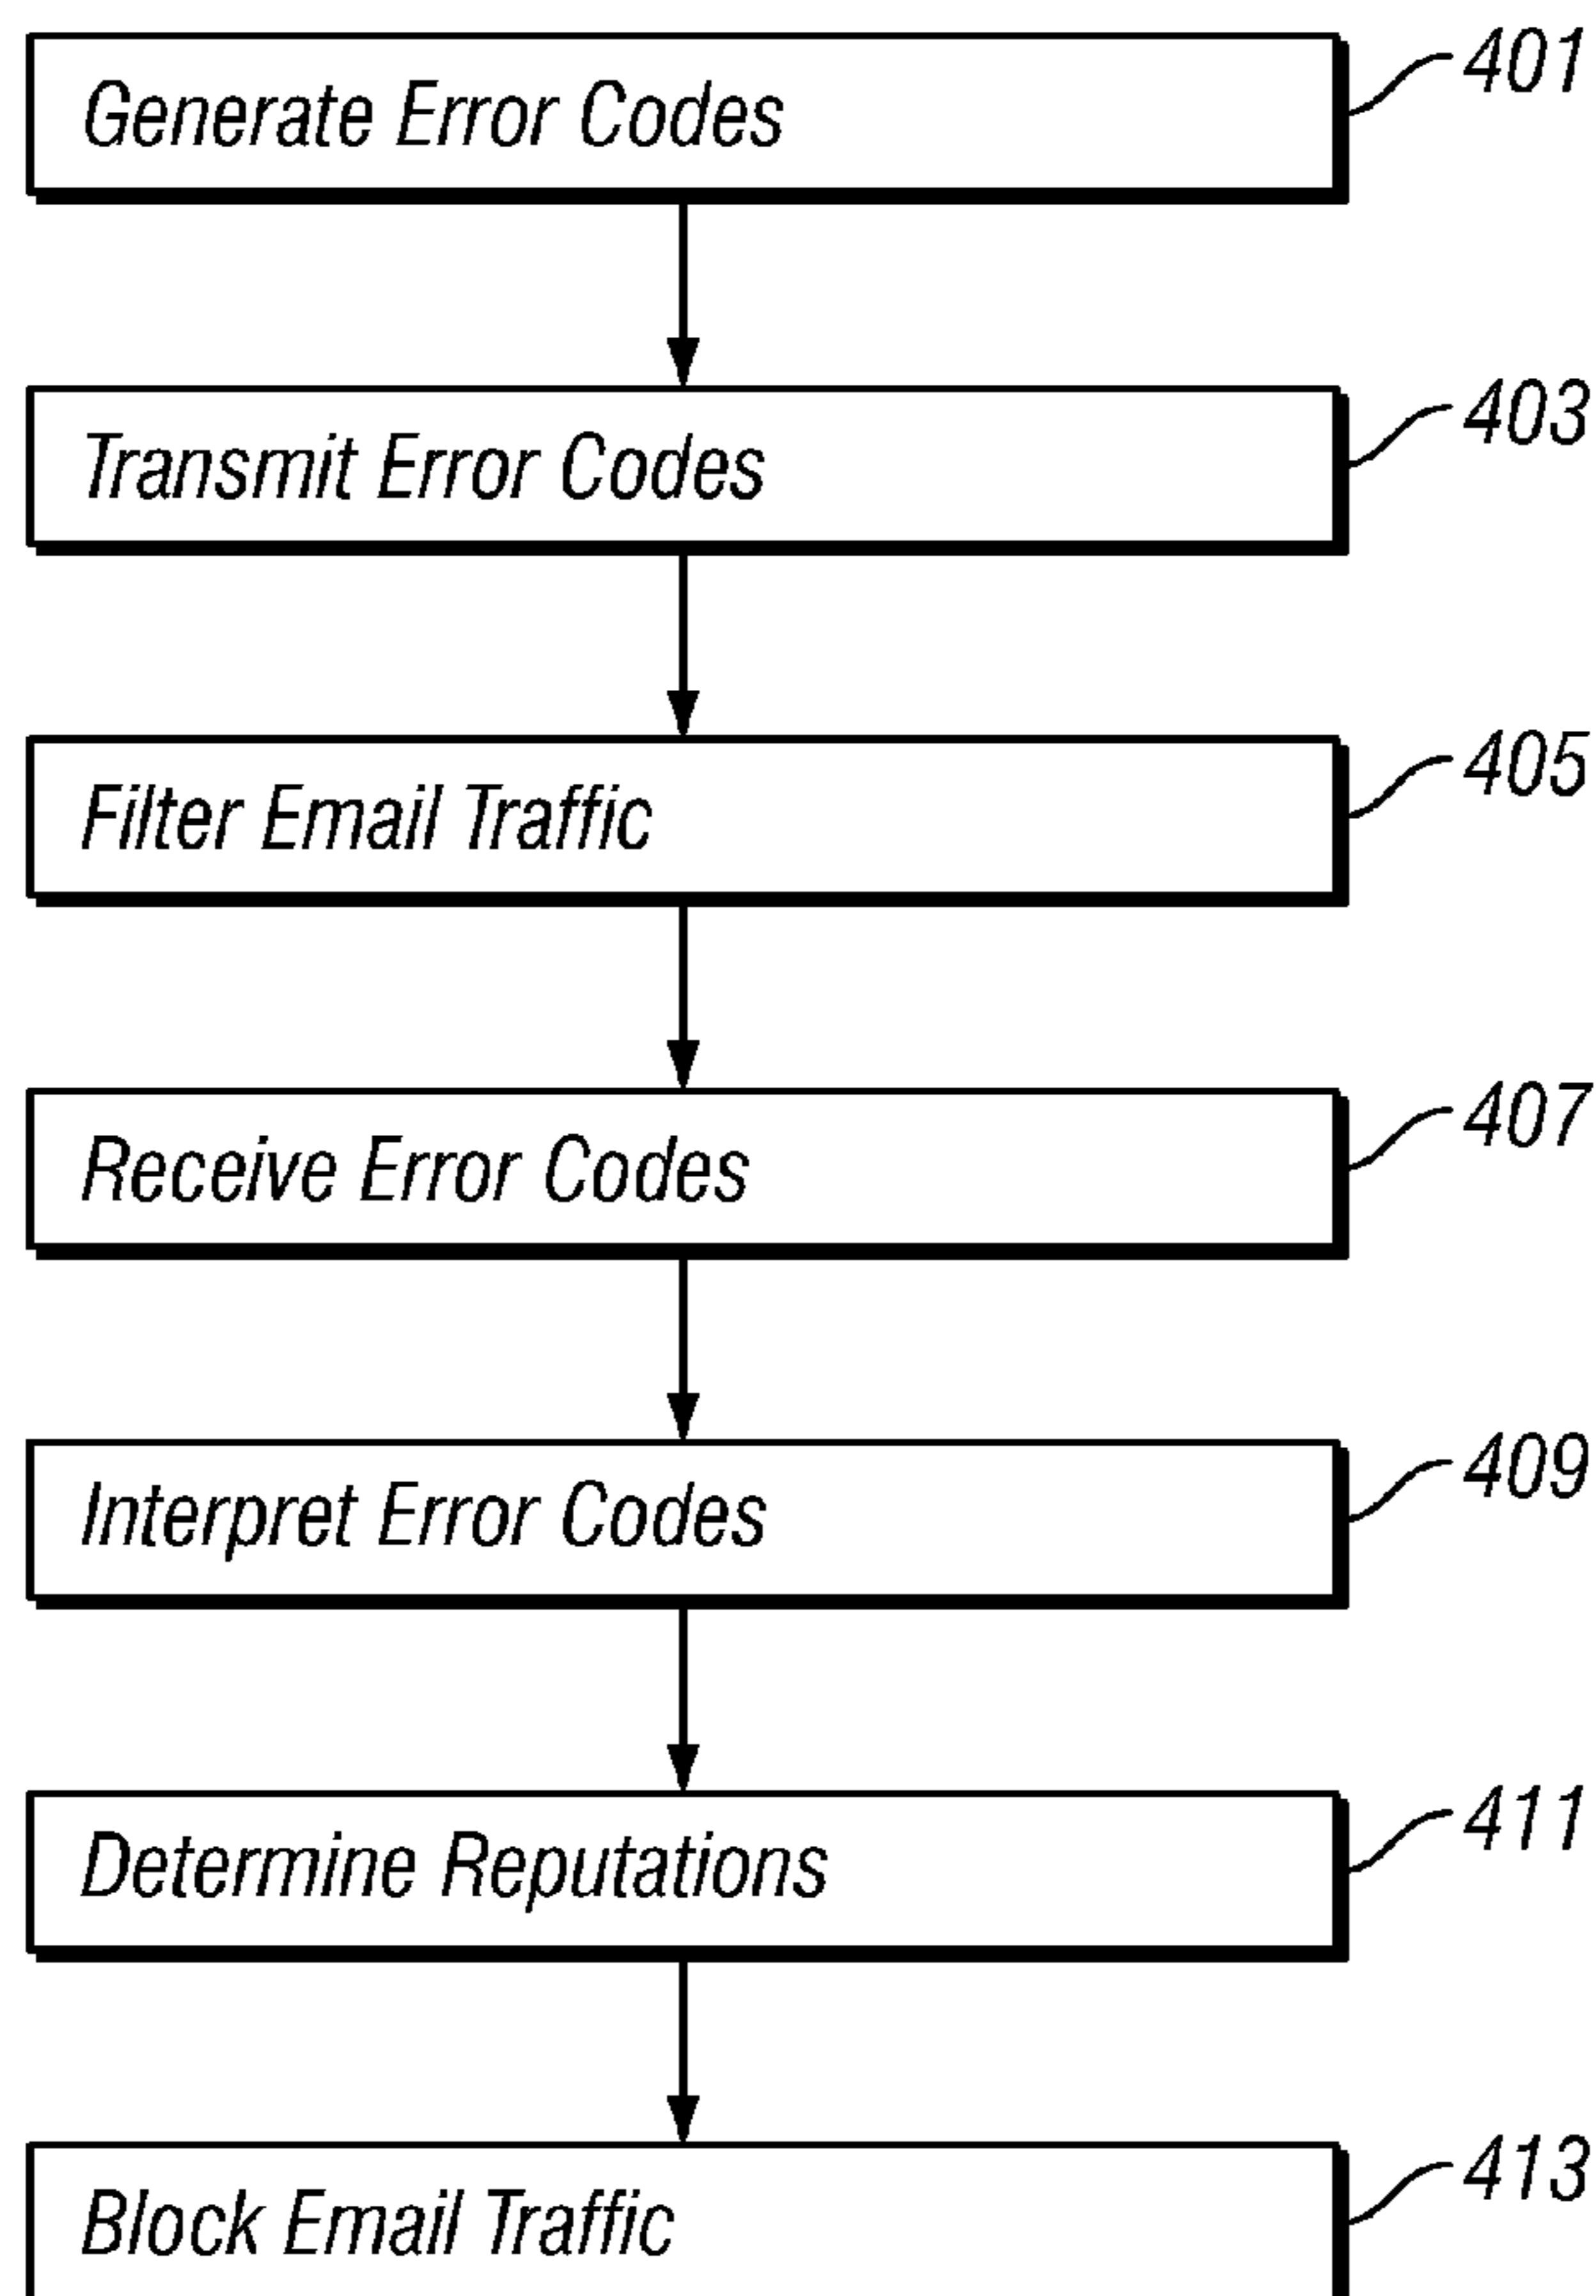 Generate Error Codes
401
Transmit Error Codes
403
Filter Email Traffic
405
Receive Error Codes
407
Interpret Error Codes
409
Determine Reputations
411
Block Email Traffic
413